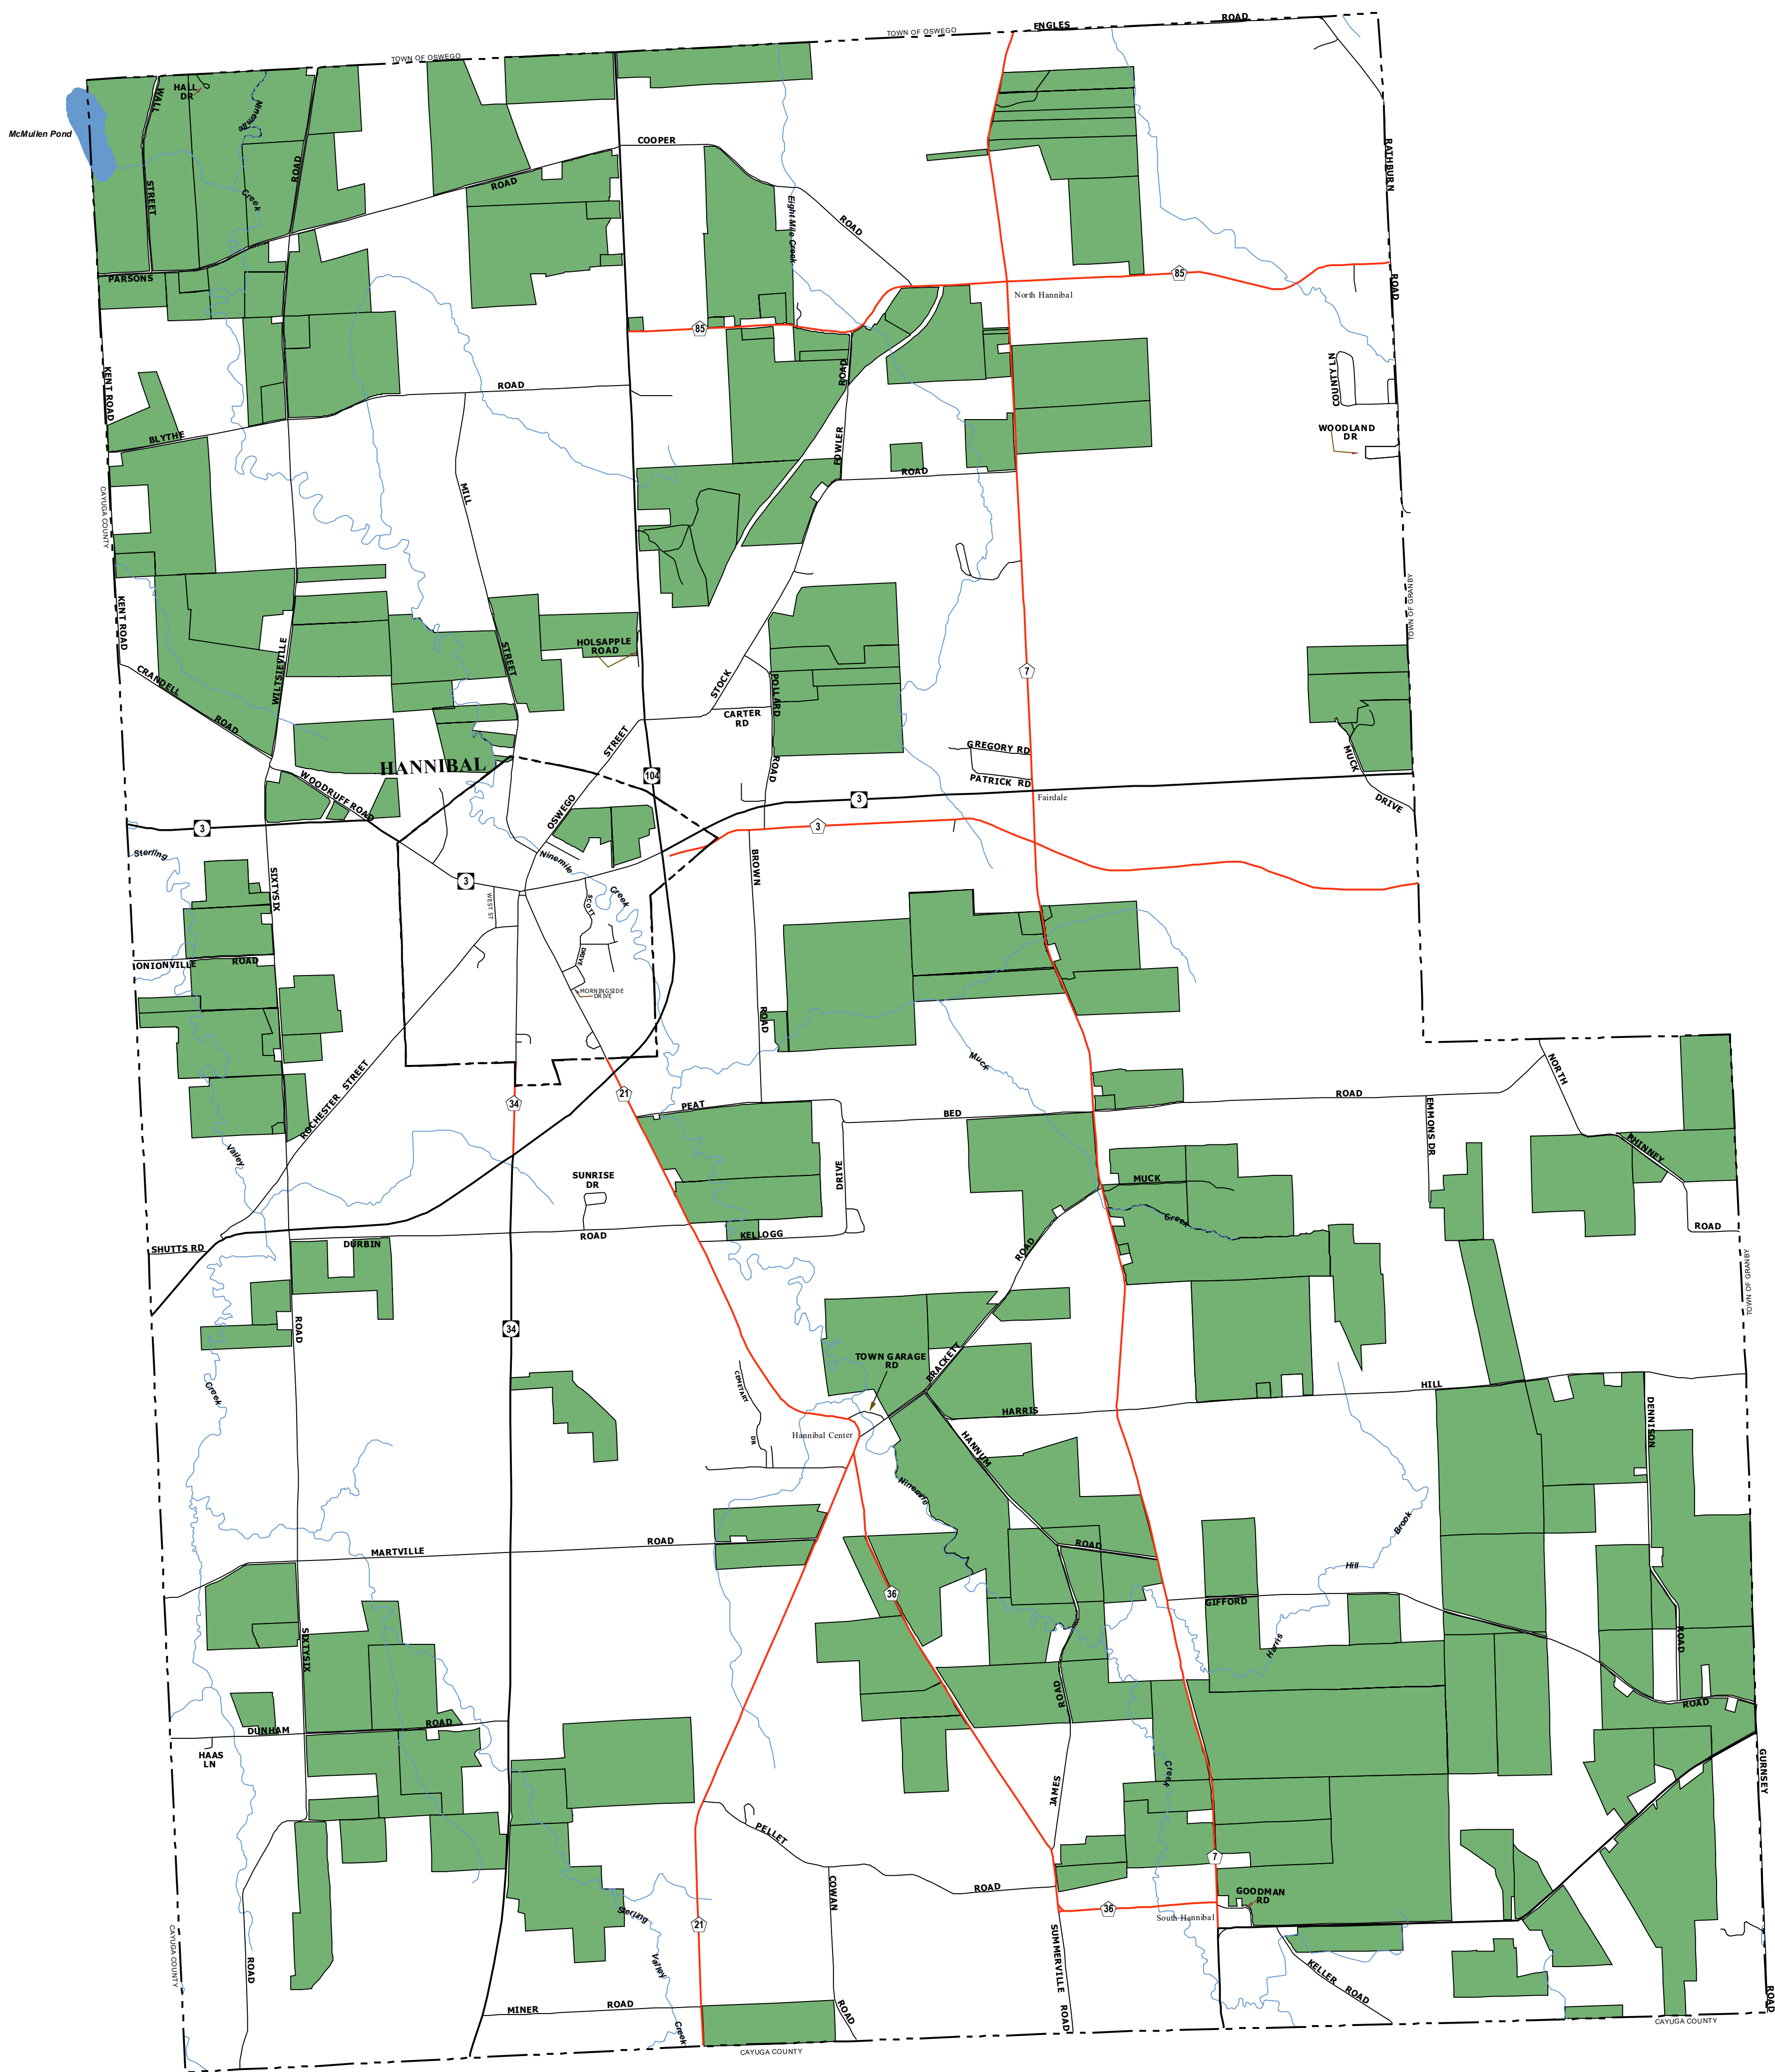 ENGLES ROAD
TOWN OF OSWEGO
TOWN OF OSWEGO
HALL
DR
WALL
STREET
Ninemile
Creek
ROAD
McMullen Pond
COOPER
ROAD
ROAD
Eight Mile Creek
RATHBURN
ROAD
PARSONS
85
North Hannibal
85
KENT ROAD
ROAD
ROAD
COUNTY LN
WOODLAND
DR
BLYTHE
FOWLER
ROAD
MILL
STREET
CAYUGA COUNTY
KENT ROAD
TOWN OF GRANBY
HOLSAPPLE
ROAD
WILTSIEVILLE
CRANDELL
ROAD
STOCK
POLLARD
ROAD
7
CARTER
RD
GREGORY RD
PATRICK RD
MUCK
DRIVE
HANNIBAL
STREET
OSWEGO
104
WOODRUFF ROAD
3
3
Fairdale
3
3
Sterling
SIXTYSIX
Ninemile
Creek
3
WEST ST
SCOTT
DRIVE
BROWN
ROAD
ONIONVILLE ROAD
MORNINGSIDE
DRIVE
Muck
ROCHESTER STREET
34
21
PEAT
BED
ROAD
NORTH
EMMONS DR
PHINNEY
ROAD
Valley
SUNRISE
DR
DRIVE
MUCK
Creek
SHUTTS RD
DURBIN
ROAD
KELLOGG
ROAD
TOWN OF GRANBY
ROAD
34
TOWN GARAGE
RD
BRACKETT
CEMETARY
DR
Creek
HARRIS
HILL
DENNISON
Hannibal Center
HANNUM
Ninemile
ROAD
MARTVILLE
ROAD
Brook
Hill
36
GIFFORD
Harris
ROAD
SIXTYSIX
ROAD
ROAD
DUNHAM
ROAD
HAAS
LN
GURNSEY
ROAD
JAMES
Creek
PELLET
ROAD
7
COWAN
ROAD
GOODMAN
RD
36
South Hannibal
21
Sterling
Valley
Creek
SUMMERVILLE ROAD
KELLER ROAD
CAYUGA COUNTY
ROAD
MINER
ROAD
CAYUGA COUNTY
CAYUGA COUNTY